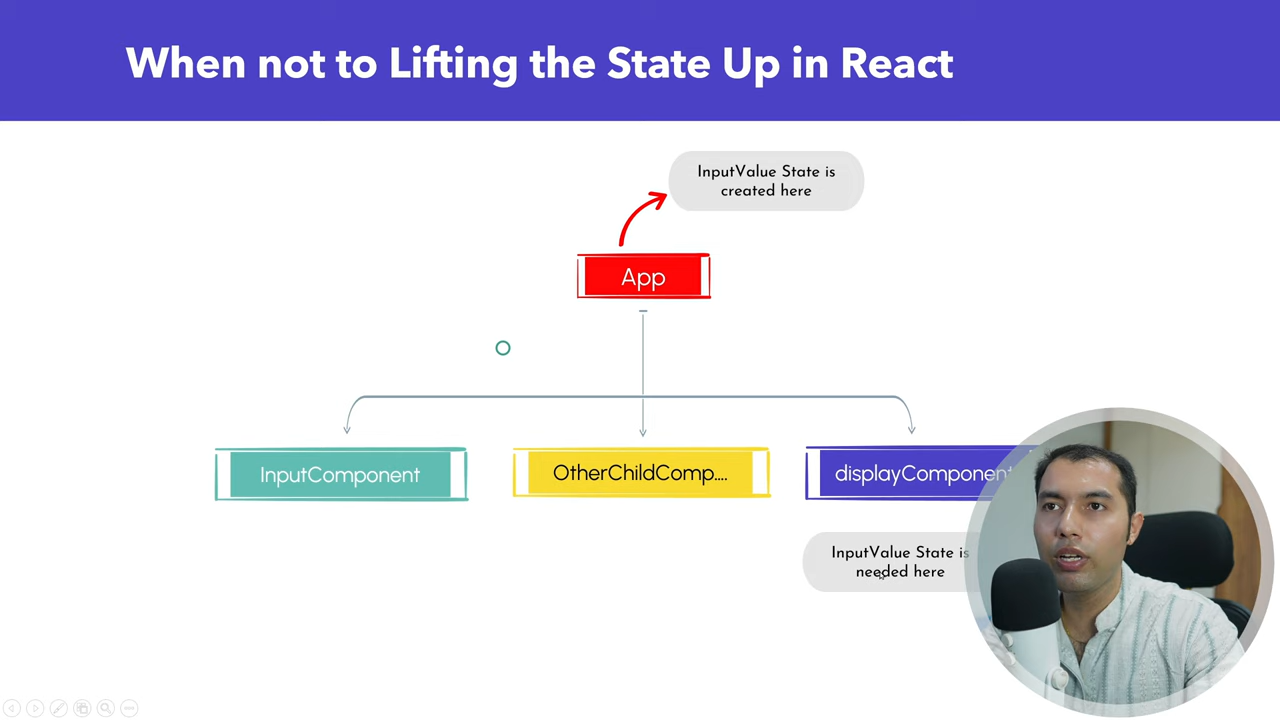 When not to Lifting the State Up in React
InputValue State is
created here
App
InputComponent
OtherChildComp....
displayComponent
InputValue State is
needed here